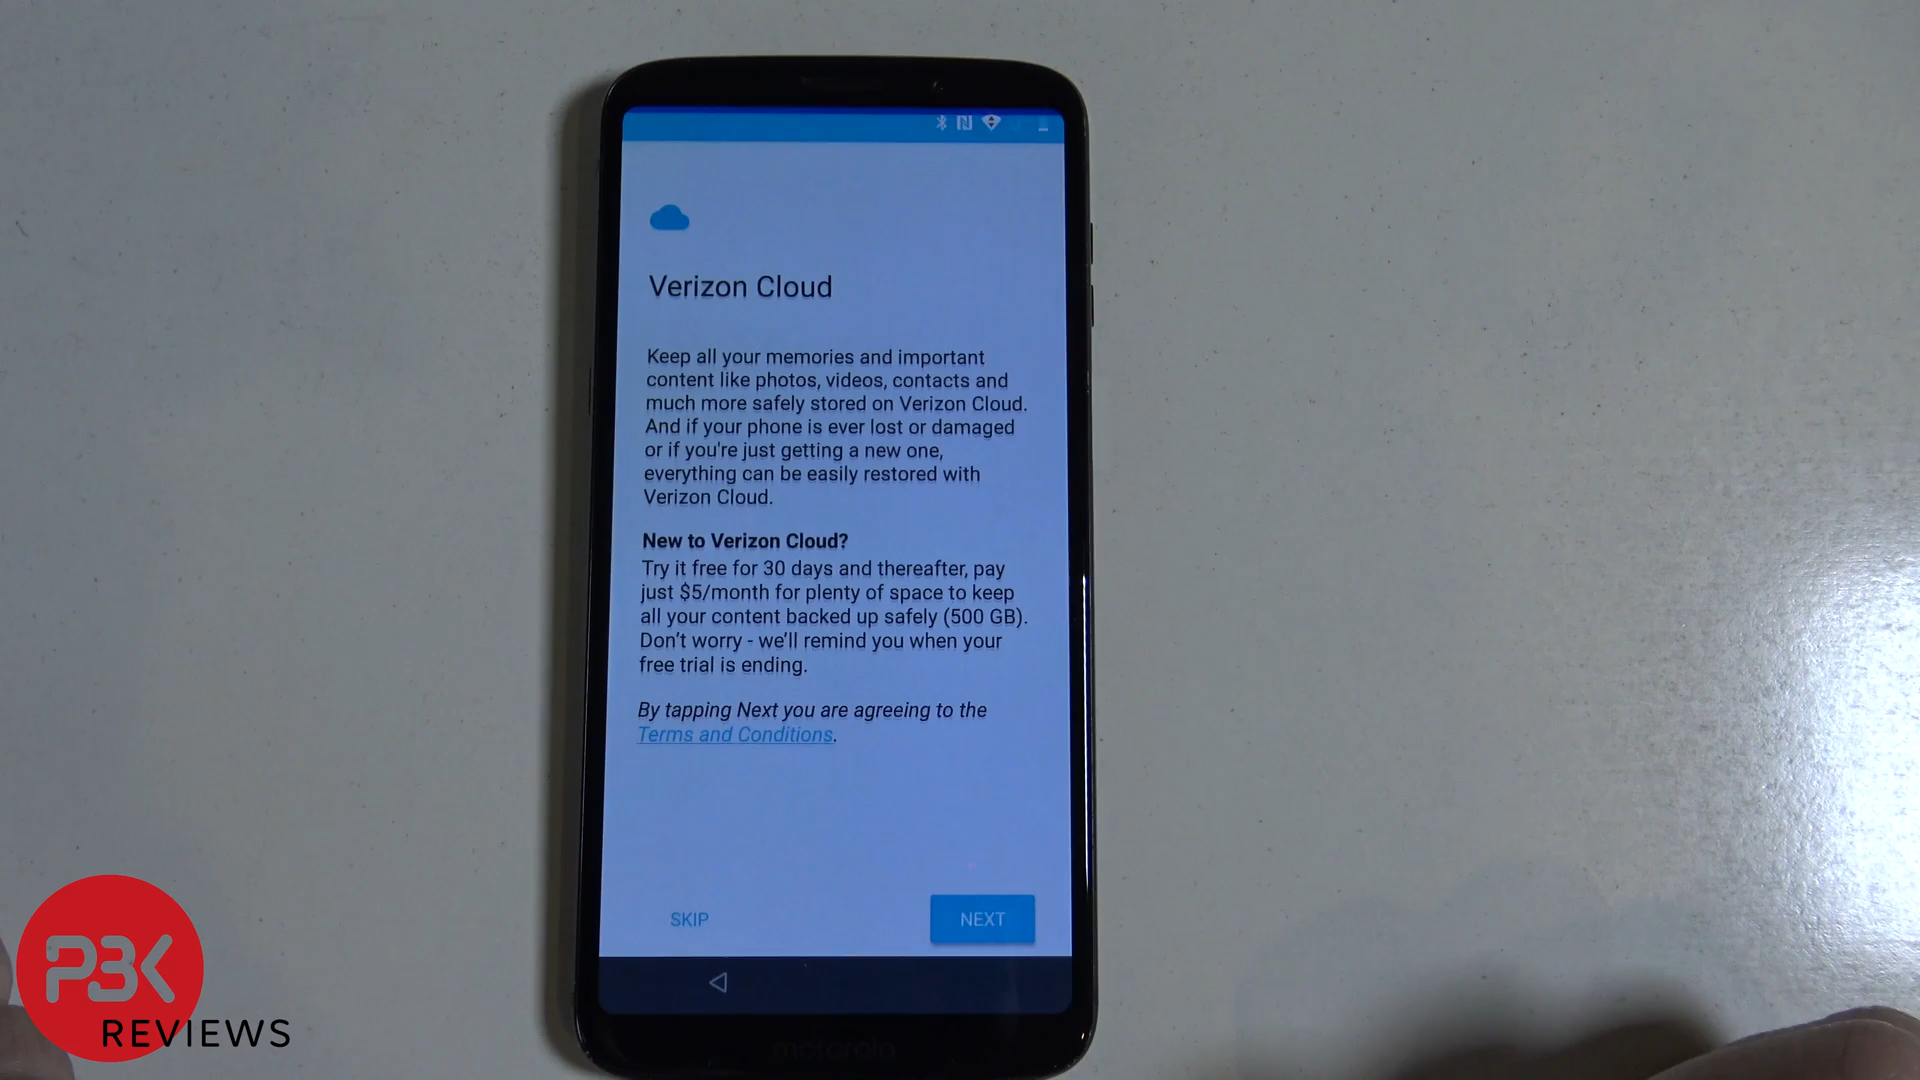 Verizon Cloud
Keep all your memories and important
content like photos, videos, contacts and
much more safely stored on Verizon Cloud.
And if your phone is ever lost or damaged
or if you're just getting a new one,
everything can be easily restored with
Verizon Cloud.
New to Verizon Cloud?
Try it free for 30 days and thereafter, pay
just $5/month for plenty of space to keep
all your content backed up safely (500 GB).
Don't worry - we'll remind you when your
free trial is ending.
By tapping Next you are agreeing to the
Terms and Conditions.
SKIP
NEXT
motorola
P3K
REVIEWS